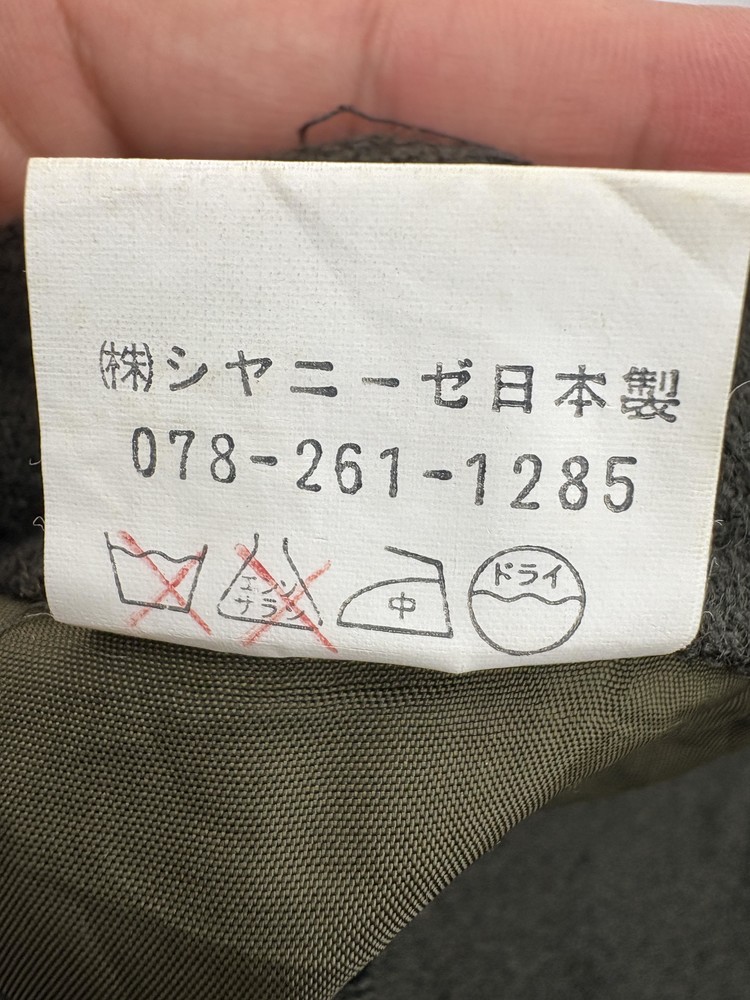 ㈱シヤニーゼ日本製
078-261-1285
エンソ
サラシ
中
ドライ